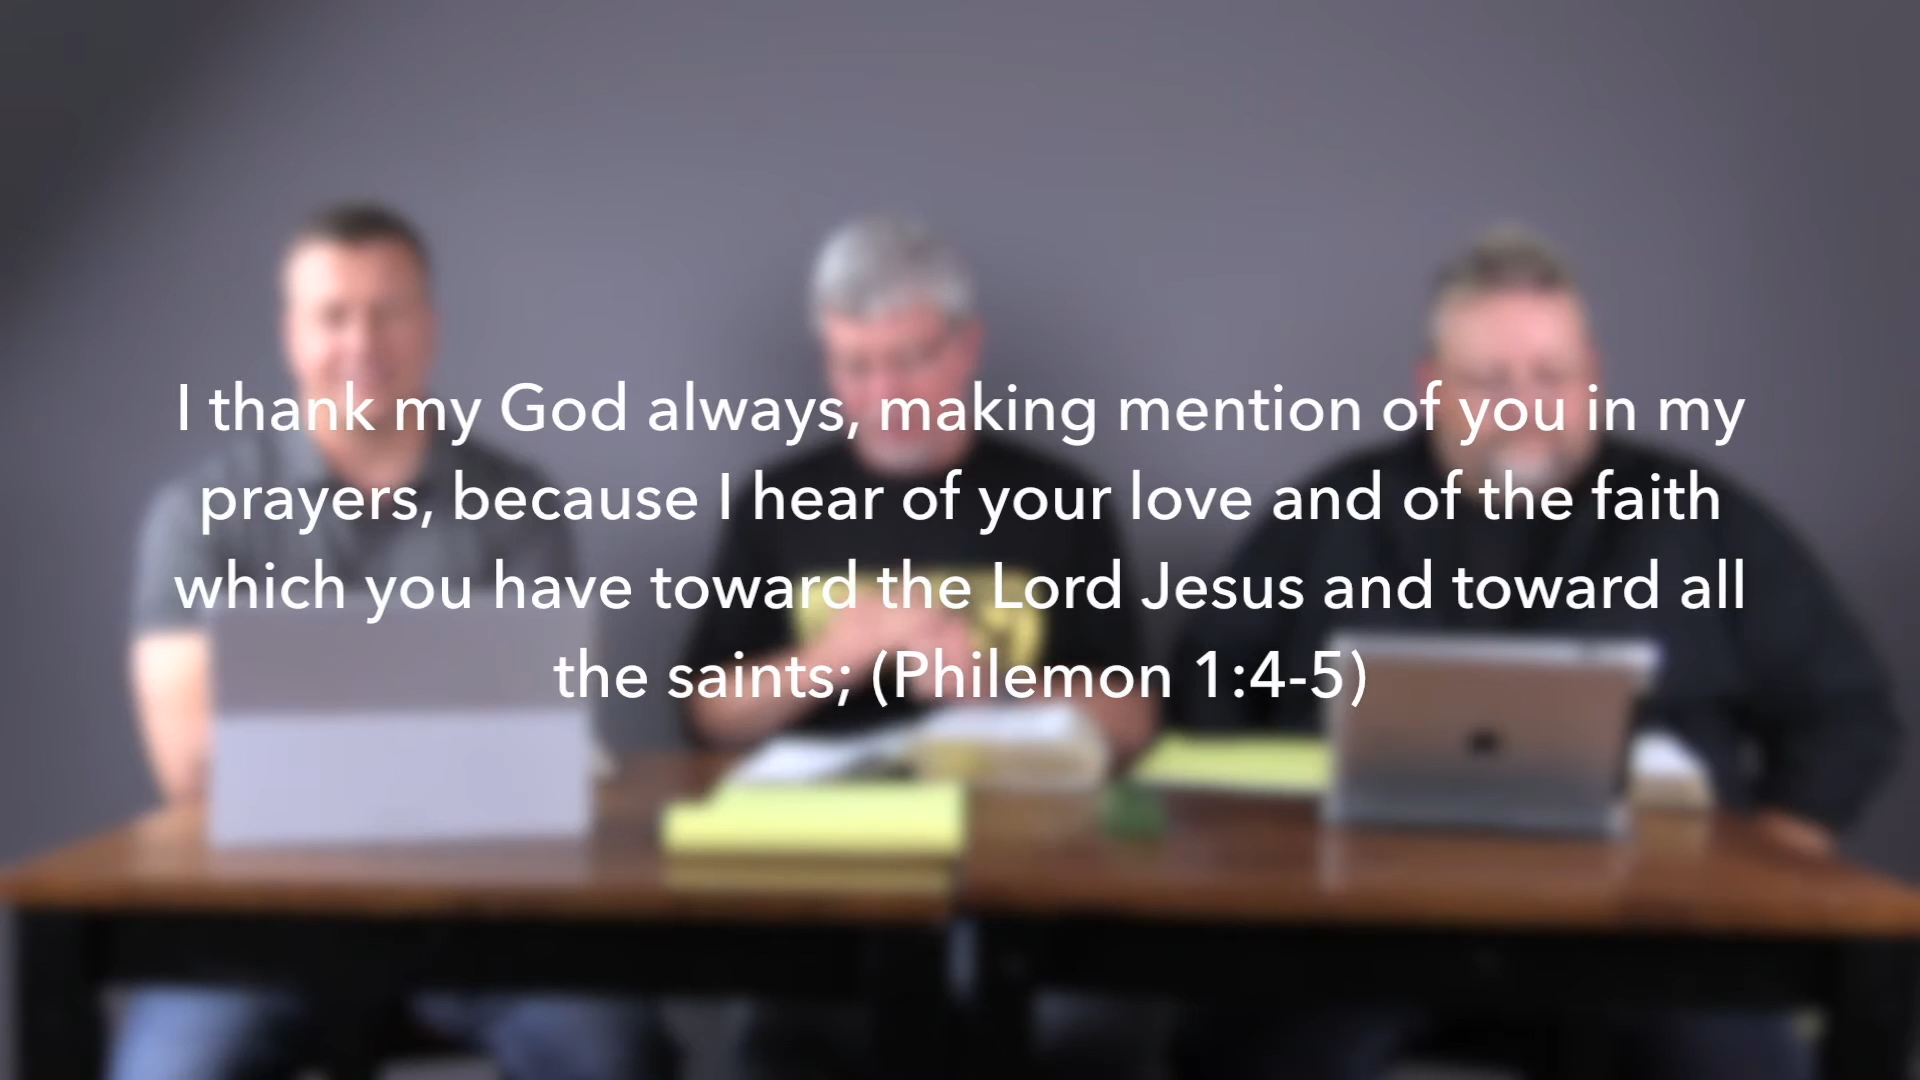 I thank my God always, making mention of you in my
prayers, because I hear of your love and of the faith
which you have toward the Lord Jesus and toward all
the saints; (Philemon 1:4-5)